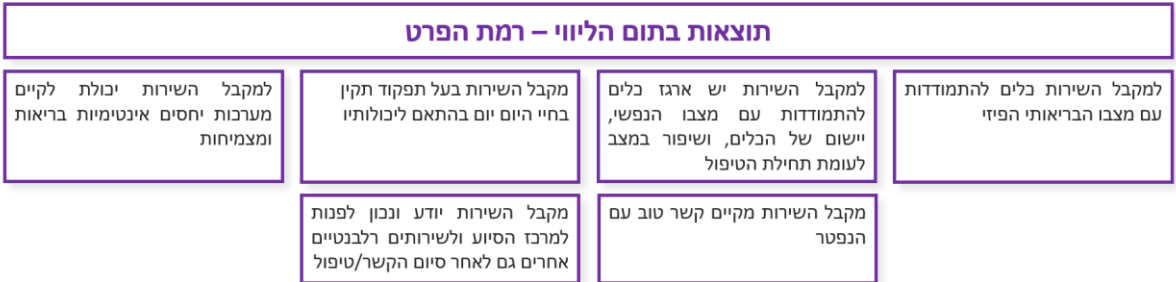 תוצאות בתום הליווי – רמת הפרט
למקבל השירות כלים להתמודדות
עם מצבו הבריאותי הפיזי
למקבל השירות יש ארגז כלים
להתמודדות עם מצבו הנפשי,
יישום של הכלים, ושיפור במצב
לעומת תחילת הטיפול
מקבל השירות בעל תפקוד תקין
בחיי היום יום בהתאם ליכולותיו
למקבל השירות יכולת לקיים
מערכות יחסים אינטימיות בריאות
ומצמיחות
מקבל השירות מקיים קשר טוב עם
הנפטר
מקבל השירות יודע ונכון לפנות
למרכז הסיוע ולשירותים רלבנטיים
אחרים גם לאחר סיום הקשר/טיפול